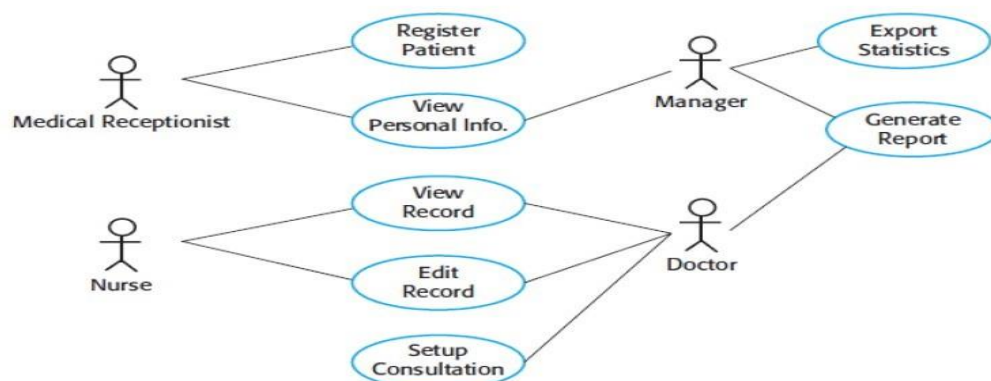 Register
Patient
Export
Statistics
Medical Receptionist
View
Personal Info.
Manager
Generate
Report
View
Record
Nurse
Edit
Record
Doctor
Setup
Consultation